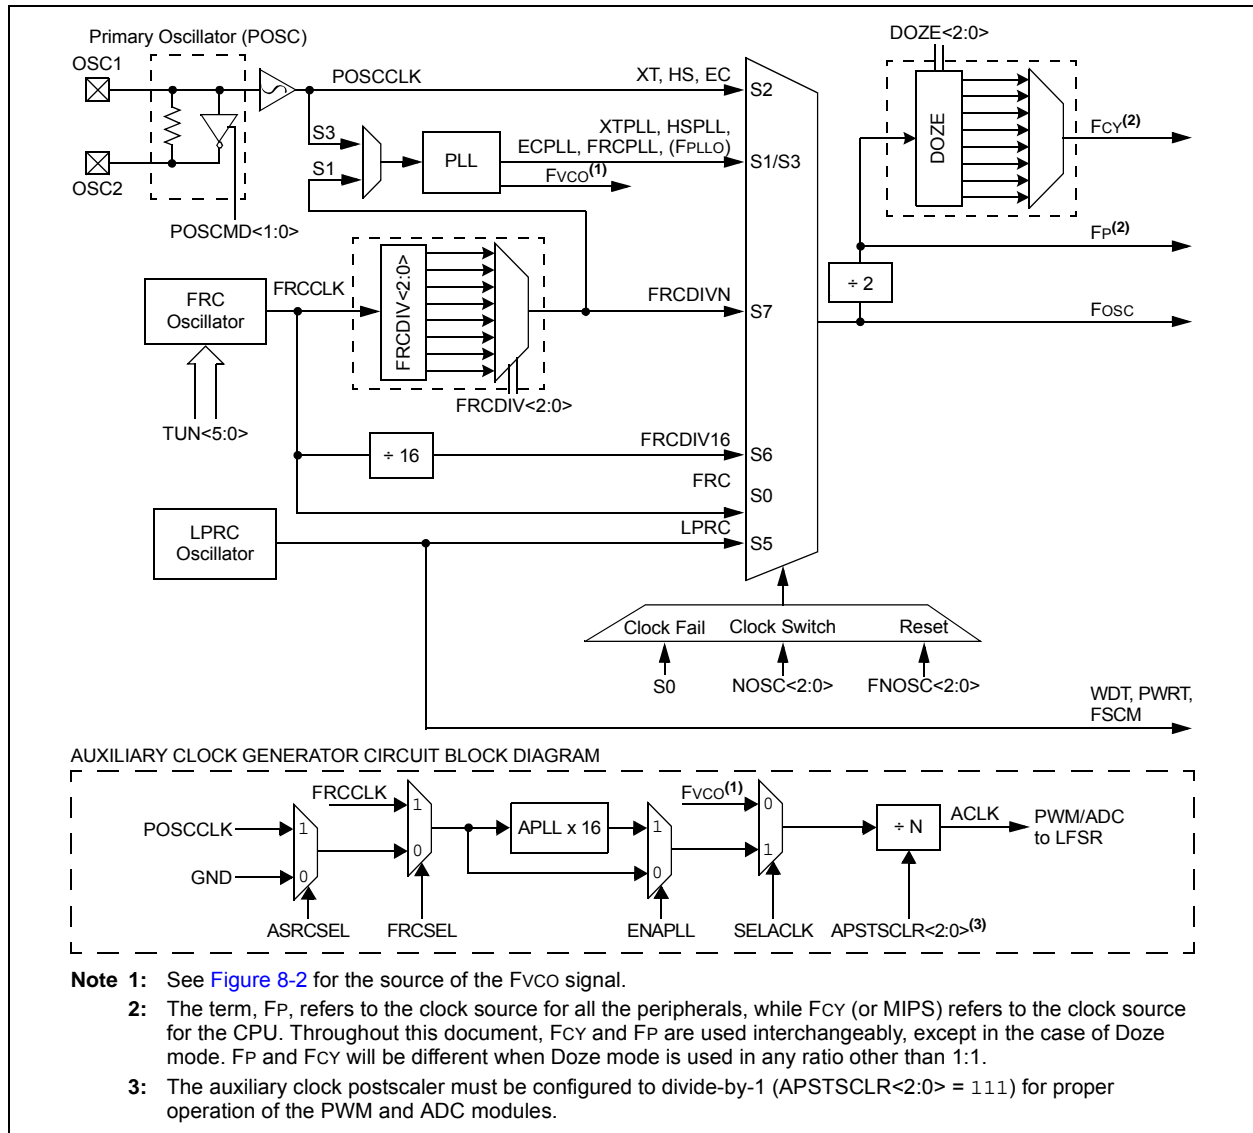 Primary Oscillator (POSC)
DOZE<2:0>
OSC1
POSCCLK
XT, HS, EC
S2
DOZE
FCY(2)
S3
XTPLL, HSPLL,
ECPLL, FRCPLL, (FPLLO)
PLL
S1/S3
S1
FVCO(1)
OSC2
POSCMD<1:0>
FP(2)
÷ 2
FRC
Oscillator
FRCCLK
FRCDIV<2:0>
FRCDIVN
S7
FOSC
FRCDIV<2:0>
TUN<5:0>
÷ 16
FRCDIV16
S6
FRC
S0
LPRC
Oscillator
LPRC
S5
Clock Fail
Clock Switch
Reset
S0
NOSC<2:0>
FNOSC<2:0>
WDT, PWRT,
FSCM
AUXILIARY CLOCK GENERATOR CIRCUIT BLOCK DIAGRAM
FRCCLK
1
FVCO(1)
0
POSCCLK
1
APLL x 16
1
÷ N
ACLK
PWM/ADC
to LFSR
0
1
GND
0
0
ASRCSEL
FRCSEL
ENAPLL
SELACLK
APSTSCLR<2:0>(3)
Note 1: See Figure 8-2 for the source of the FVCO signal.
2: The term, FP, refers to the clock source for all the peripherals, while FCY (or MIPS) refers to the clock source
for the CPU. Throughout this document, FCY and FP are used interchangeably, except in the case of Doze
mode. FP and FCY will be different when Doze mode is used in any ratio other than 1:1.
3: The auxiliary clock postscaler must be configured to divide-by-1 (APSTSCLR<2:0> = 111) for proper
operation of the PWM and ADC modules.